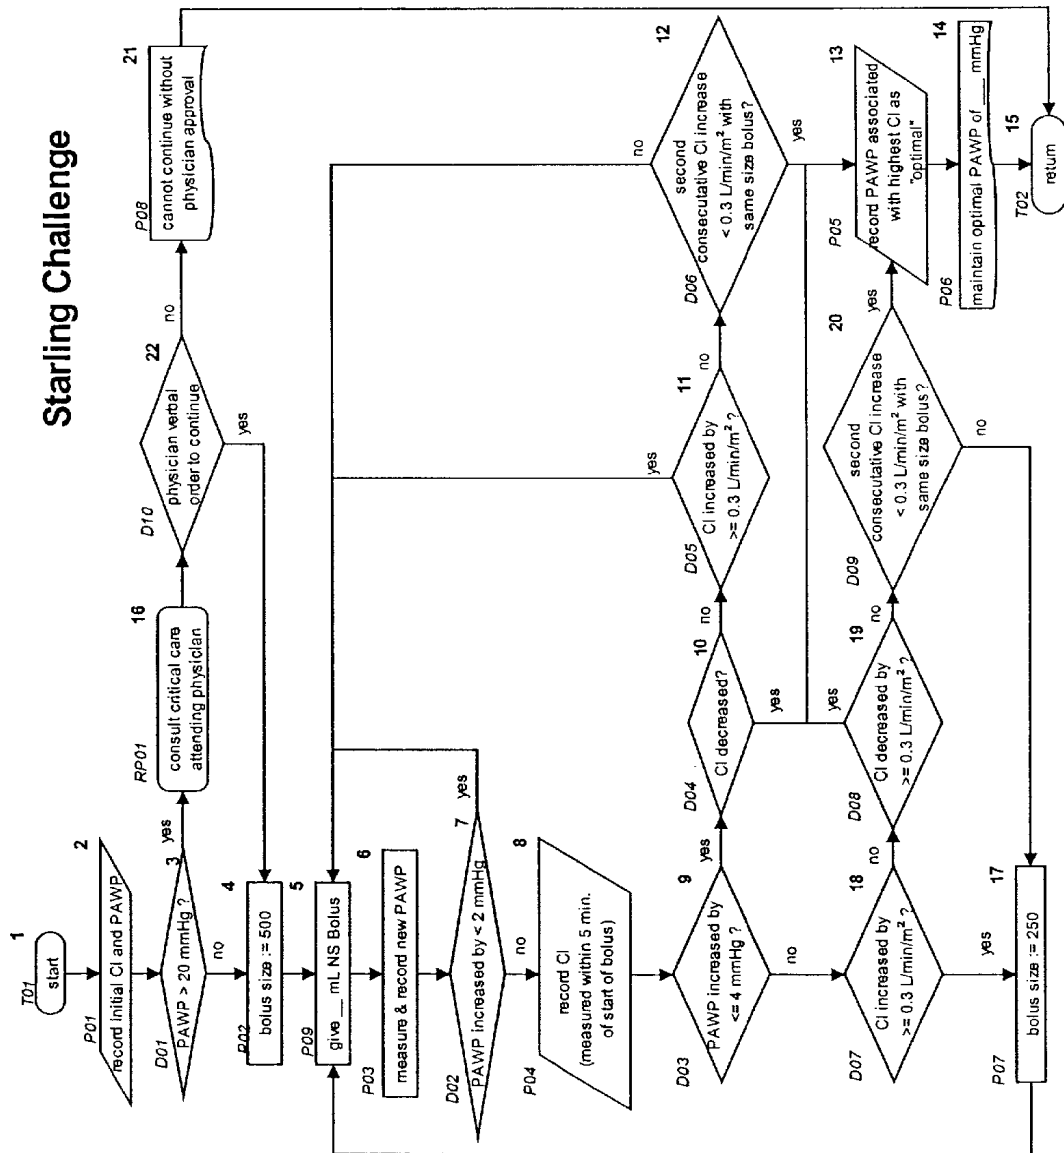 Starling Challenge
1
T01
start
2
P01
record initial CI and PAWP
3
D01
PAWP > 20 mmHg ?
yes
no
16
RP01
consult critical care
attending physician
22
D10
physician verbal
order to continue
no
yes
21
P08
cannot continue without
physician approval
4
P02
bolus size := 500
5
P09
give __ mL NS Bolus
6
P03
measure & record new PAWP
7
D02
PAWP increased by < 2 mmHg ?
yes
no
8
P04
record CI
(measured within 5 min.
of start of bolus)
9
D03
PAWP increased by
<= 4 mmHg ?
yes
no
10
D04
CI decreased?
no
yes
11
D05
CI increased by
>= 0.3 L/min/m² ?
yes
no
12
D06
second
consecutative CI increase
< 0.3 L/min/m² with
same size bolus?
no
yes
18
D07
CI increased by
>= 0.3 L/min/m² ?
no
yes
19
D08
CI decreased by
>= 0.3 L/min/m² ?
yes
no
20
D09
second
consecutative CI increase
< 0.3 L/min/m² with
same size bolus?
yes
no
17
P07
bolus size := 250
13
P05
record PAWP associated
with highest CI as
"optimal"
14
P06
maintain optimal PAWP of __ mmHg
15
T02
return